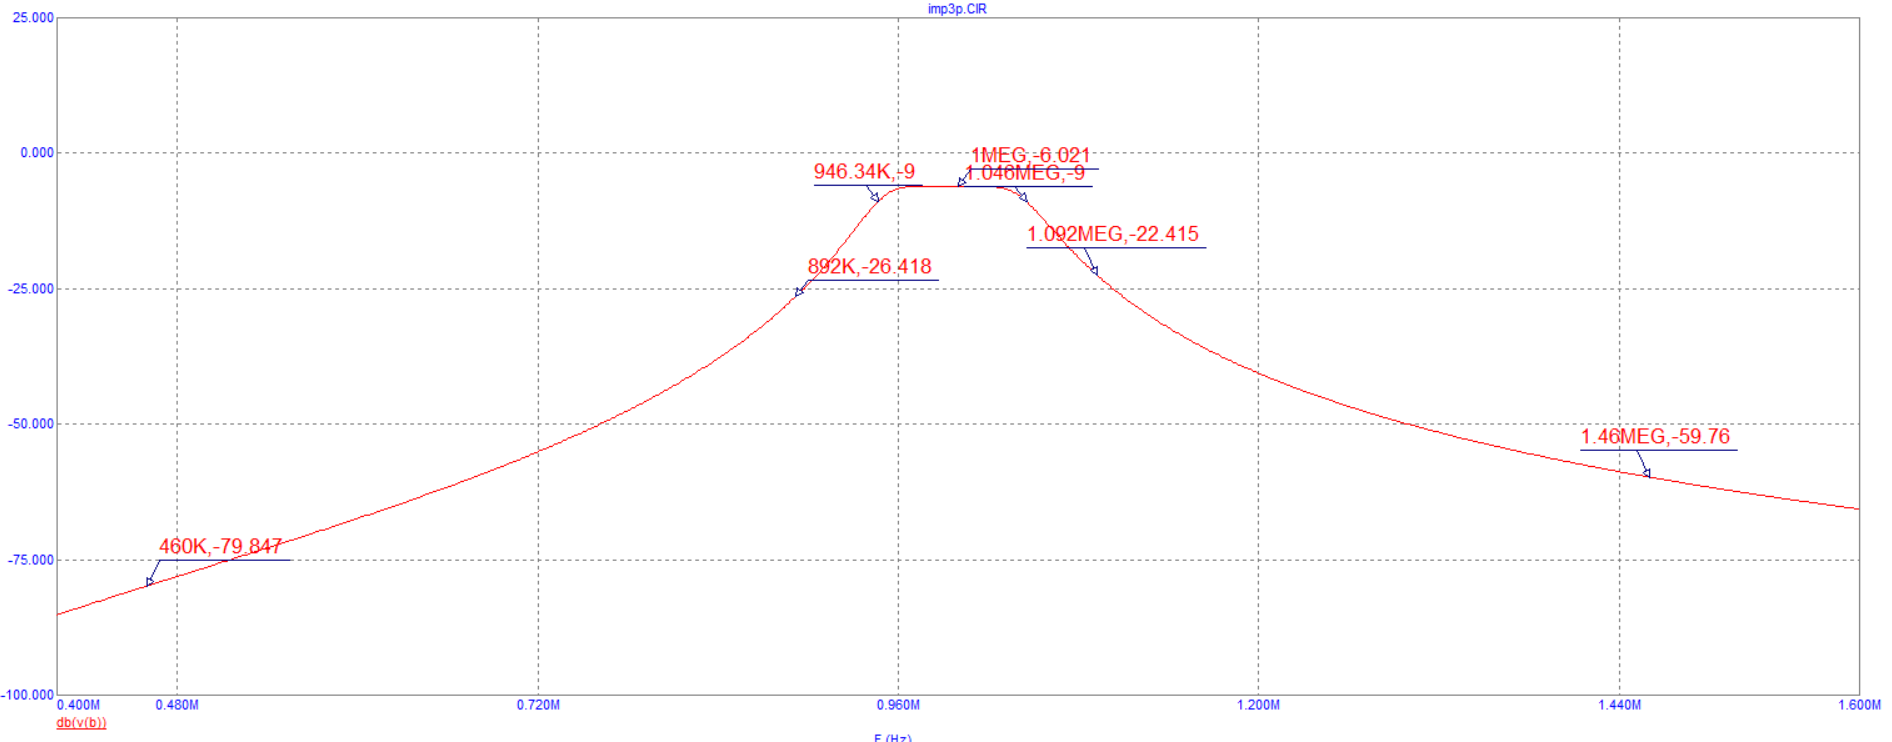 imp3p.CIR
25.000
0.000
-25.000
-50.000
-75.000
-100.000
1MEG,-6.021
946.34K,-9
1.046MEG,-9
1.092MEG,-22.415
892K,-26.418
1.46MEG,-59.76
460K,-79.847
0.400M
0.480M
0.720M
0.960M
1.200M
1.440M
1.600M
db(v(b))
F (Hz)